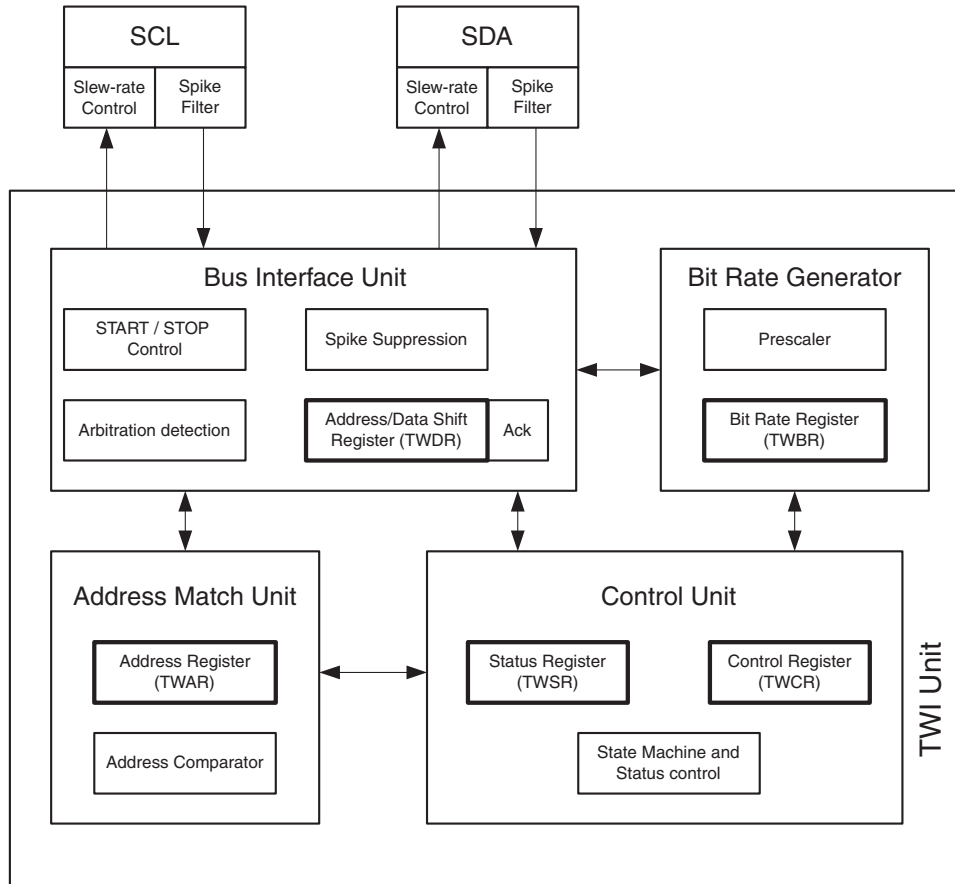 SCL
Slew-rate
Control
Spike
Filter
SDA
Slew-rate
Control
Spike
Filter
Bus Interface Unit
START / STOP
Control
Spike Suppression
Arbitration detection
Address/Data Shift
Register (TWDR)
Ack
Bit Rate Generator
Prescaler
Bit Rate Register
(TWBR)
Address Match Unit
Address Register
(TWAR)
Address Comparator
Control Unit
Status Register
(TWSR)
Control Register
(TWCR)
State Machine and
Status control
TWI Unit